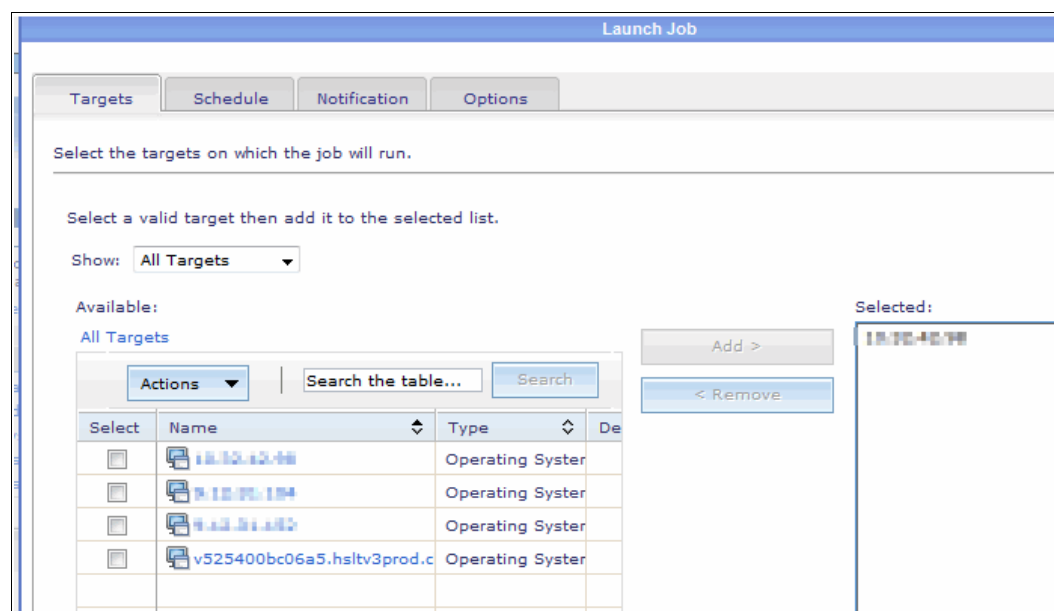 Launch Job
Targets Schedule Notification Options
Select the targets on which the job will run.
Select a valid target then add it to the selected list.
Show: All Targets
Available:
Selected:
All Targets
Add >
Actions Search the table... Search
< Remove
Select Name Type De
Operating Syster
Operating Syster
Operating Syster
v525400bc06a5.hsltv3prod.c Operating Syster